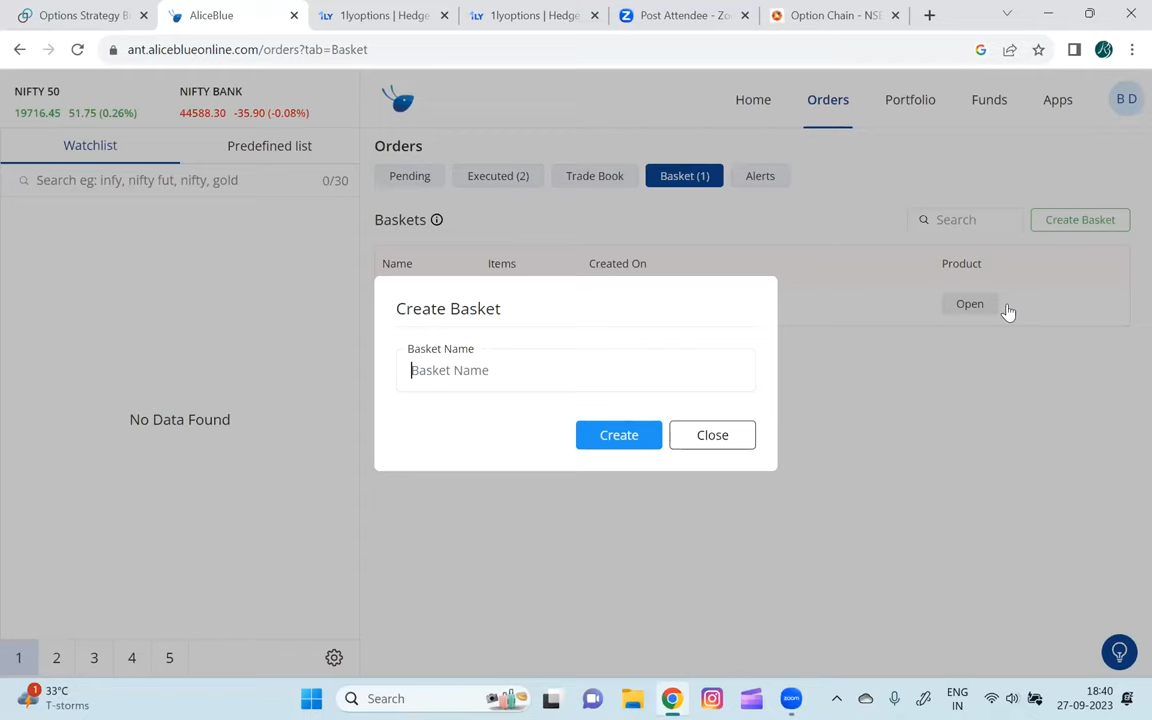 Options Strategy B
AliceBlue
1lyoptions | Hedge
1lyoptions | Hedge
Post Attendee - Zo
Option Chain - NSE
ant.aliceblueonline.com/orders?tab=Basket
NIFTY 50
19716.45 51.75 (0.26%)
NIFTY BANK
44588.30 -35.90 (-0.08%)
Home
Orders
Portfolio
Funds
Apps
B D
Watchlist
Predefined list
Search eg: infy, nifty fut, nifty, gold
0/30
Orders
Pending
Executed (2)
Trade Book
Basket (1)
Alerts
Baskets
Search
Create Basket
Name
Items
Created On
Product
Open
Create Basket
Basket Name
Basket Name
Create
Close
No Data Found
1 2 3 4 5
1
33°C
T-storms
Search
zoom
ENG
IN
18:40
27-09-2023